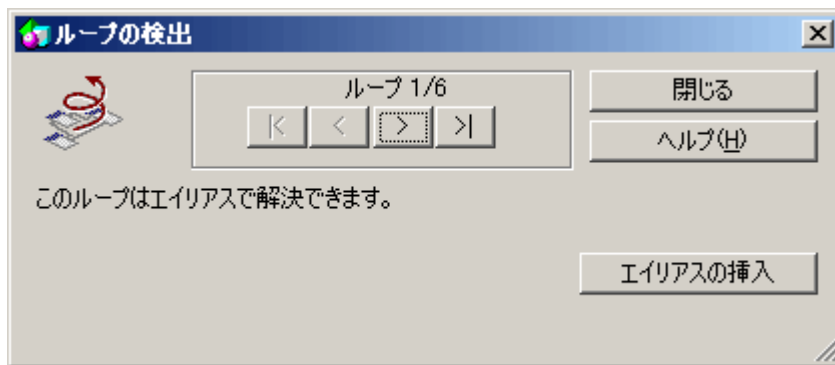 ループの検出
ループ 1/6
|< < > >|
閉じる
ヘルプ(H)
このループはエイリアスで解決できます。
エイリアスの挿入